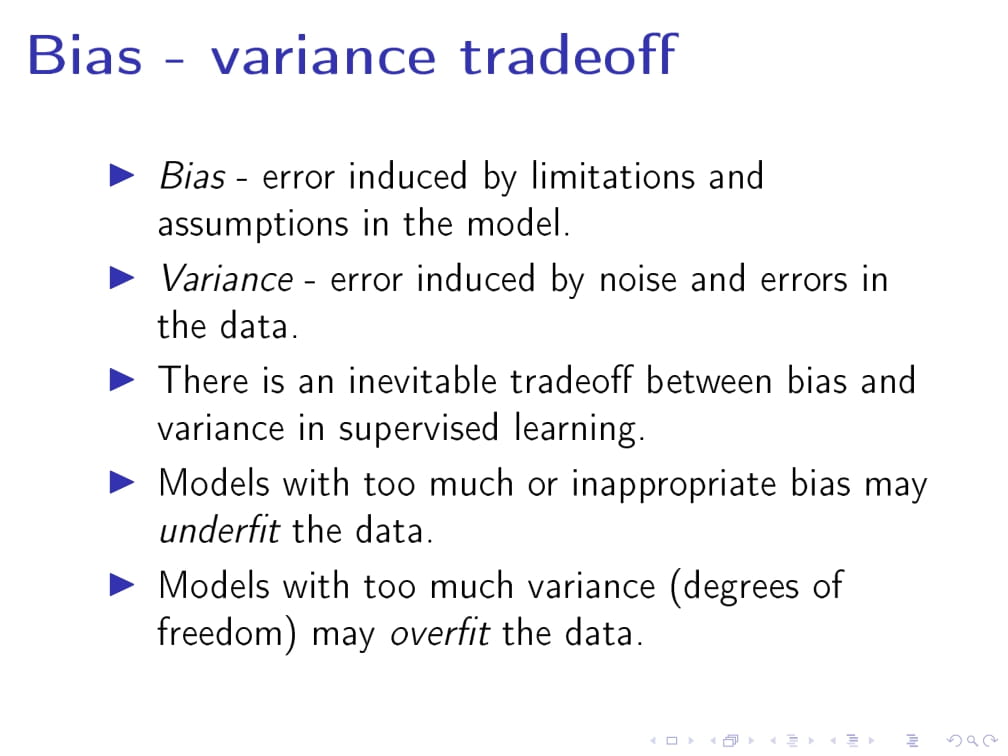 Bias - variance tradeoff
Bias - error induced by limitations and
assumptions in the model.
Variance - error induced by noise and errors in
the data.
There is an inevitable tradeoff between bias and
variance in supervised learning.
Models with too much or inappropriate bias may
underfit the data.
Models with too much variance (degrees of
freedom) may overfit the data.